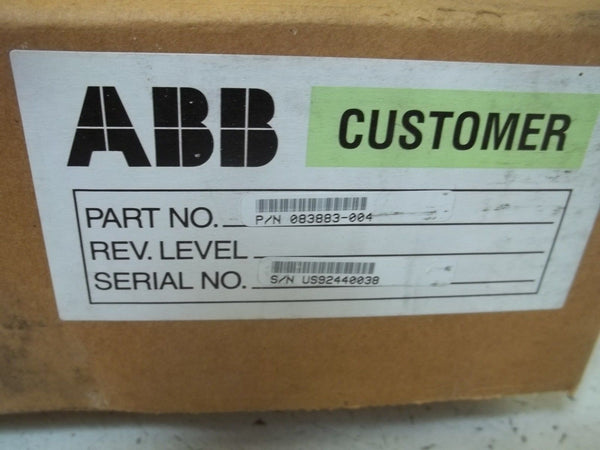 ABB CUSTOMER
PART NO. P/N 083883-004
REV. LEVEL
SERIAL NO. S/N US92440038